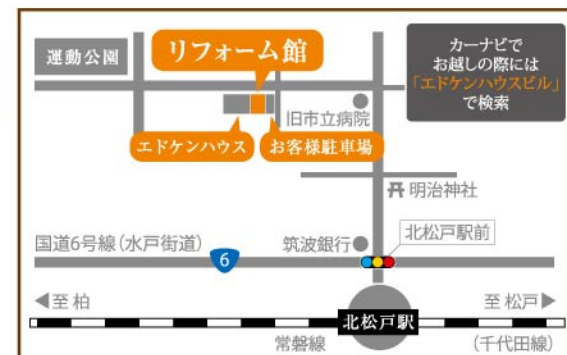 運動公園
リフォーム館
カーナビで
お越しの際には
「エドケンハウスビル」
で検索
旧市立病院
エドケンハウス
お客様駐車場
明治神社
北松戸駅前
筑波銀行
国道6号線(水戸街道)
6
◀至 柏
至 松戸▶
北松戸駅
常磐線
(千代田線)